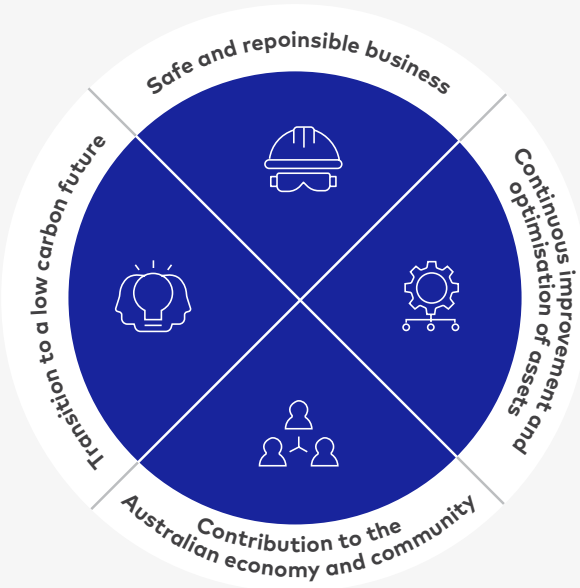 Safe and repoinsible business
Continuous improvement and
optimisation of assets
Contribution to the
Australian economy and community
Transition to a low carbon future